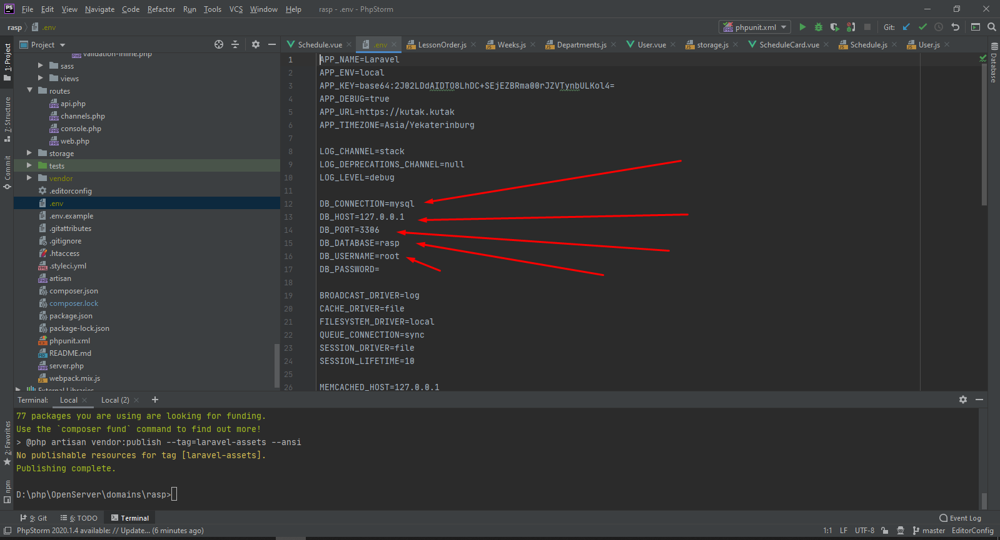 File Edit View Navigate Code Refactor Run Tools VCS Window Help rasp - .env - PhpStorm
rasp .env phpunit.xml Git:
Project Schedule.vue .env LessonOrder.js Weeks.js Departments.js User.vue storage.js ScheduleCard.vue Schedule.js User.js
1: Project
7: Structure
Commit
2: Favorites
npm
Database
validation-inline.php
sass
views
routes
api.php
channels.php
console.php
web.php
storage
tests
vendor
.editorconfig
.env
.env.example
.gitattributes
.gitignore
.htaccess
.styleci.yml
artisan
composer.json
composer.lock
package.json
package-lock.json
phpunit.xml
README.md
server.php
webpack.mix.js
External Libraries
1 APP_NAME=Laravel
2 APP_ENV=local
3 APP_KEY=base64:2J02LDdAIDTO8LhDC+SEjEZBRma00rJZVTynbULKol4=
4 APP_DEBUG=true
5 APP_URL=https://kutak.kutak
6 APP_TIMEZONE=Asia/Yekaterinburg
7
8 LOG_CHANNEL=stack
9 LOG_DEPRECATIONS_CHANNEL=null
10 LOG_LEVEL=debug
11
12 DB_CONNECTION=mysql
13 DB_HOST=127.0.0.1
14 DB_PORT=3306
15 DB_DATABASE=rasp
16 DB_USERNAME=root
17 DB_PASSWORD=
18
19 BROADCAST_DRIVER=log
20 CACHE_DRIVER=file
21 FILESYSTEM_DRIVER=local
22 QUEUE_CONNECTION=sync
23 SESSION_DRIVER=file
24 SESSION_LIFETIME=10
25
26 MEMCACHED_HOST=127.0.0.1
Terminal: Local Local (2) +
77 packages you are using are looking for funding.
Use the `composer fund` command to find out more!
> @php artisan vendor:publish --tag=laravel-assets --ansi
No publishable resources for tag [laravel-assets].
Publishing complete.
D:\php\OpenServer\domains\rasp>
9: Git 6: TODO Terminal Event Log
PhpStorm 2020.1.4 available: // Update... (6 minutes ago) 1:1 LF UTF-8 master EditorConfig